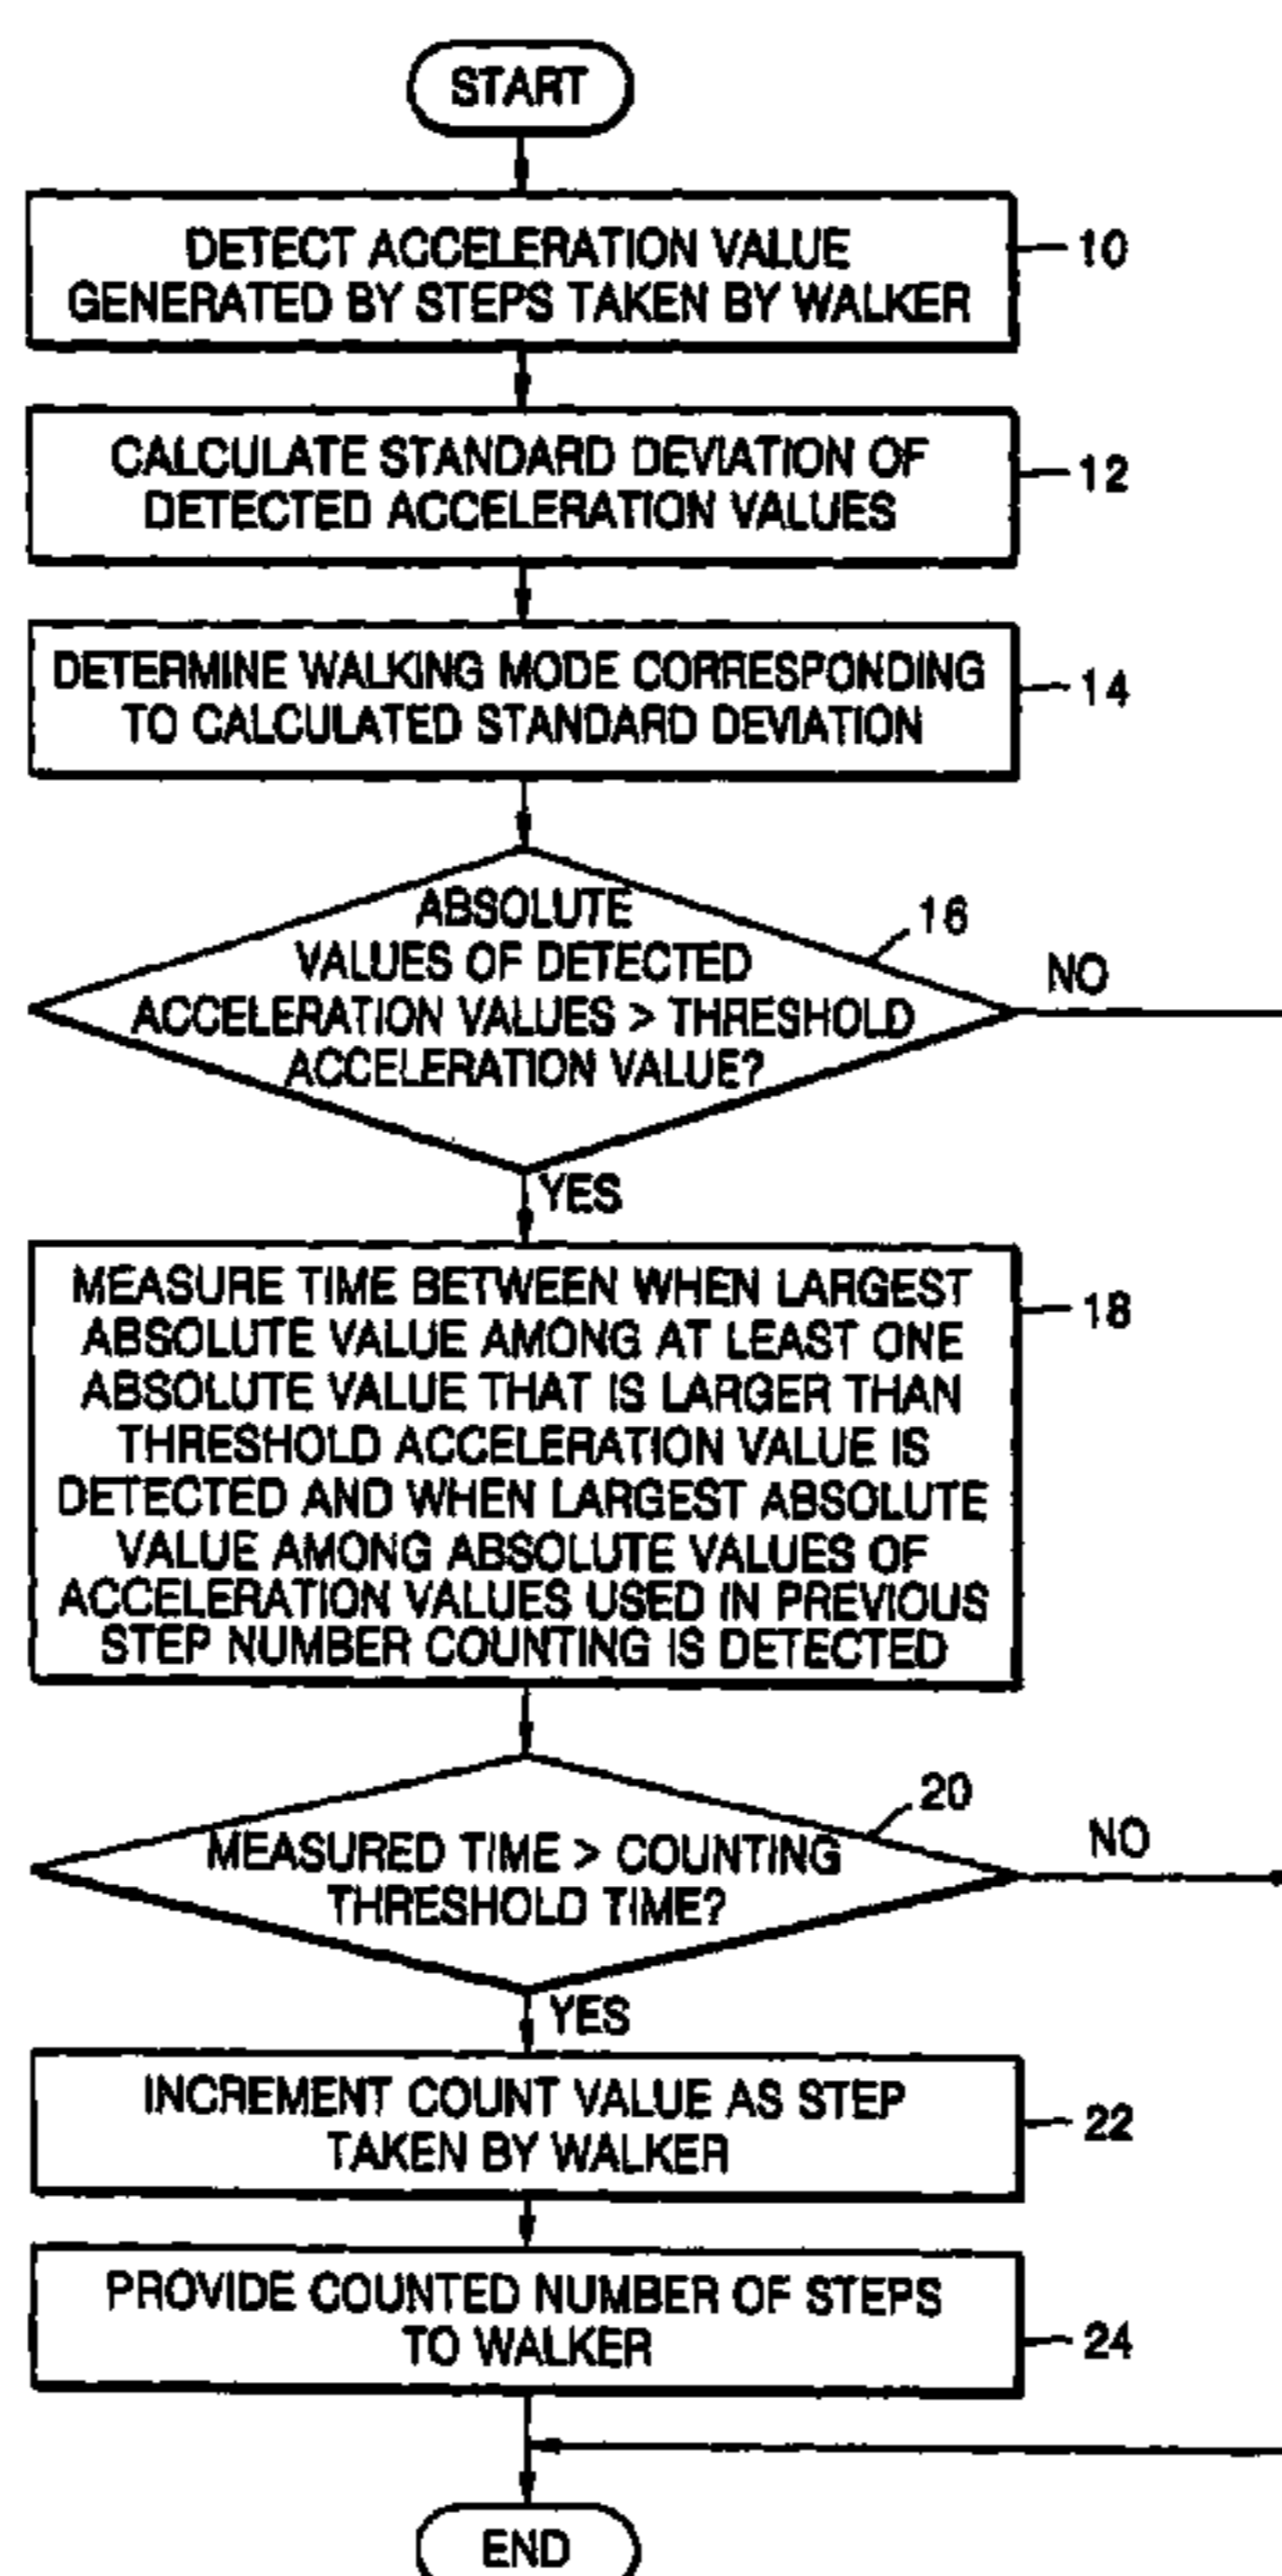 START
DETECT ACCELERATION VALUE
GENERATED BY STEPS TAKEN BY WALKER
10
CALCULATE STANDARD DEVIATION OF
DETECTED ACCELERATION VALUES
12
DETERMINE WALKING MODE CORRESPONDING
TO CALCULATED STANDARD DEVIATION
14
ABSOLUTE
VALUES OF DETECTED
ACCELERATION VALUES > THRESHOLD
ACCELERATION VALUE?
16
NO
YES
MEASURE TIME BETWEEN WHEN LARGEST
ABSOLUTE VALUE AMONG AT LEAST ONE
ABSOLUTE VALUE THAT IS LARGER THAN
THRESHOLD ACCELERATION VALUE IS
DETECTED AND WHEN LARGEST ABSOLUTE
VALUE AMONG ABSOLUTE VALUES OF
ACCELERATION VALUES USED IN PREVIOUS
STEP NUMBER COUNTING IS DETECTED
18
MEASURED TIME > COUNTING
THRESHOLD TIME?
20
NO
YES
INCREMENT COUNT VALUE AS STEP
TAKEN BY WALKER
22
PROVIDE COUNTED NUMBER OF STEPS
TO WALKER
24
END